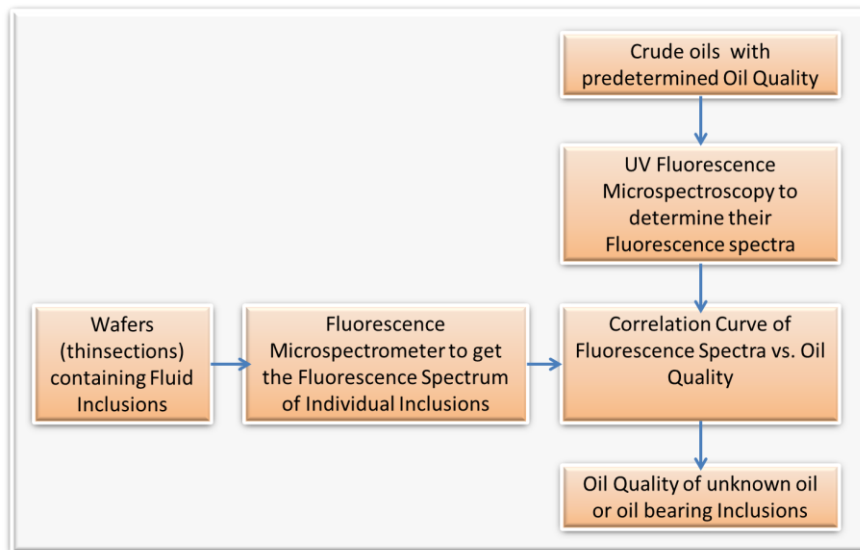 Crude oils with
predetermined Oil Quality
UV Fluorescence
Microspectroscopy to
determine their
Fluorescence spectra
Wafers
(thinsections)
containing Fluid
Inclusions
Fluorescence
Microspectrometer to get
the Fluorescence Spectrum
of Individual Inclusions
Correlation Curve of
Fluorescence Spectra vs. Oil
Quality
Oil Quality of unknown oil
or oil bearing Inclusions